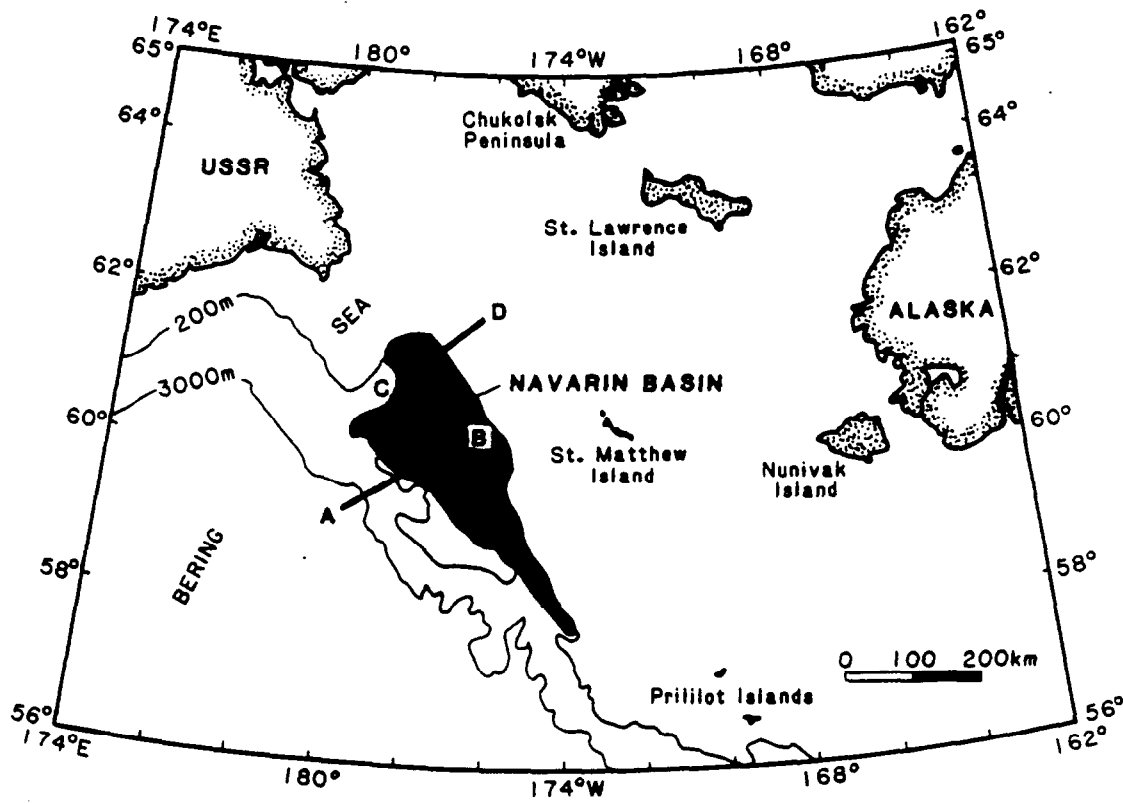 174°E
162°
65°
180°
174°W
168°
65°
64°
Chukolsk
Peninsula
64°
USSR
St. Lawrence
Island
62°
62°
200m
SEA
D
ALASKA
3000m
C
NAVARIN BASIN
60°
B
60°
St. Matthew
Island
Nunivak
Island
A
BERING
58°
58°
0 100 200km
Prililot Islands
56°
56°
174°E
162°
180°
174°W
168°